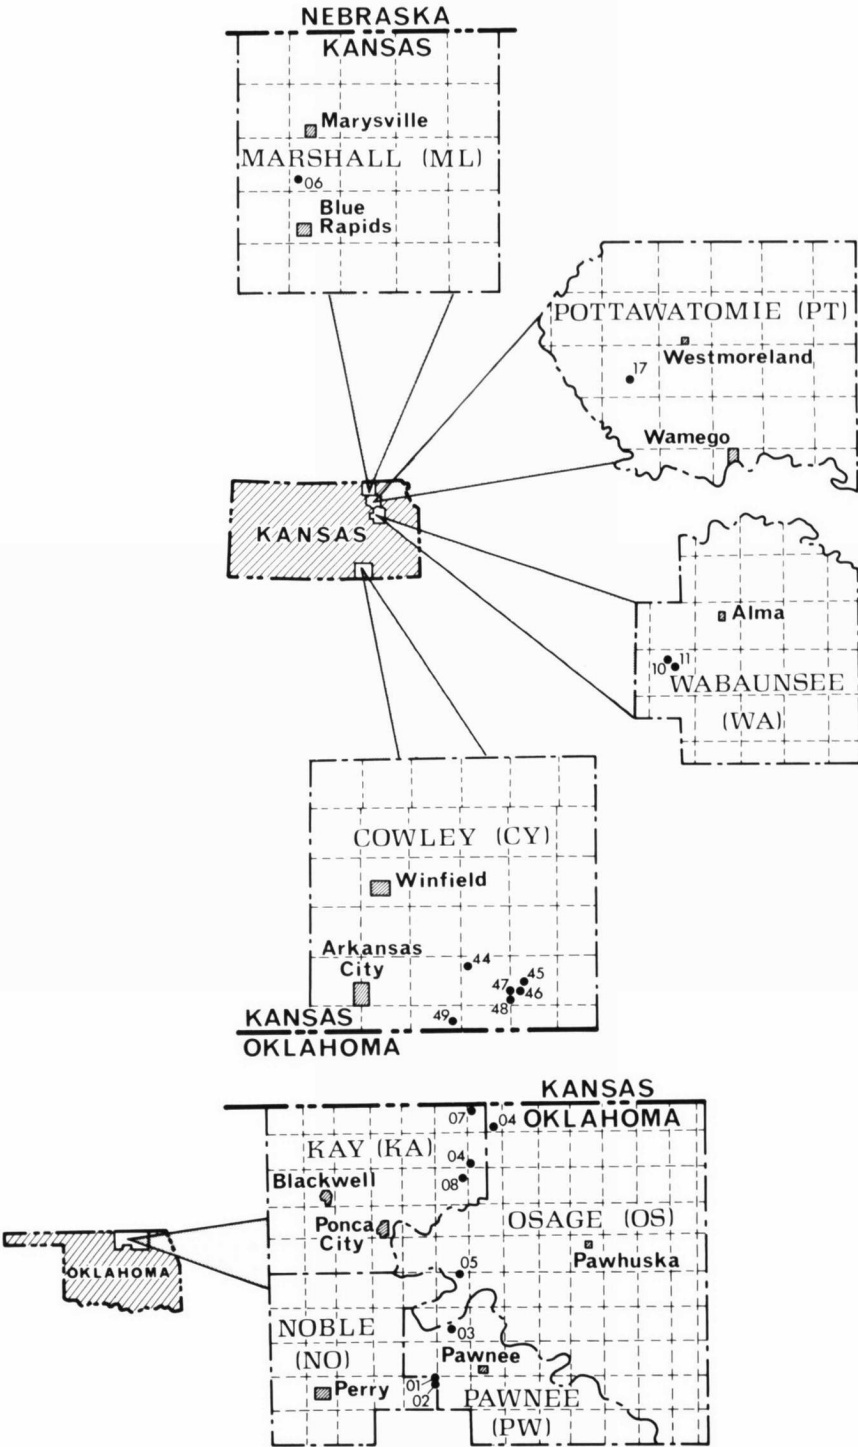 NEBRASKA
KANSAS
Marysville
MARSHALL (ML)
06
Blue
Rapids
POTTAWATOMIE (PT)
Westmoreland
17
Wamego
KANSAS
Alma
10 11
WABAUNSEE
(WA)
COWLEY (CY)
Winfield
Arkansas
City
44
45
47
46
48
49
KANSAS
OKLAHOMA
KANSAS
OKLAHOMA
07
04
KAY (KA)
04
Blackwell
08
Ponca
City
OSAGE (OS)
Pawhuska
05
OKLAHOMA
NOBLE
(NO)
03
Pawnee
Perry
01
02
PAWNEE
(PW)